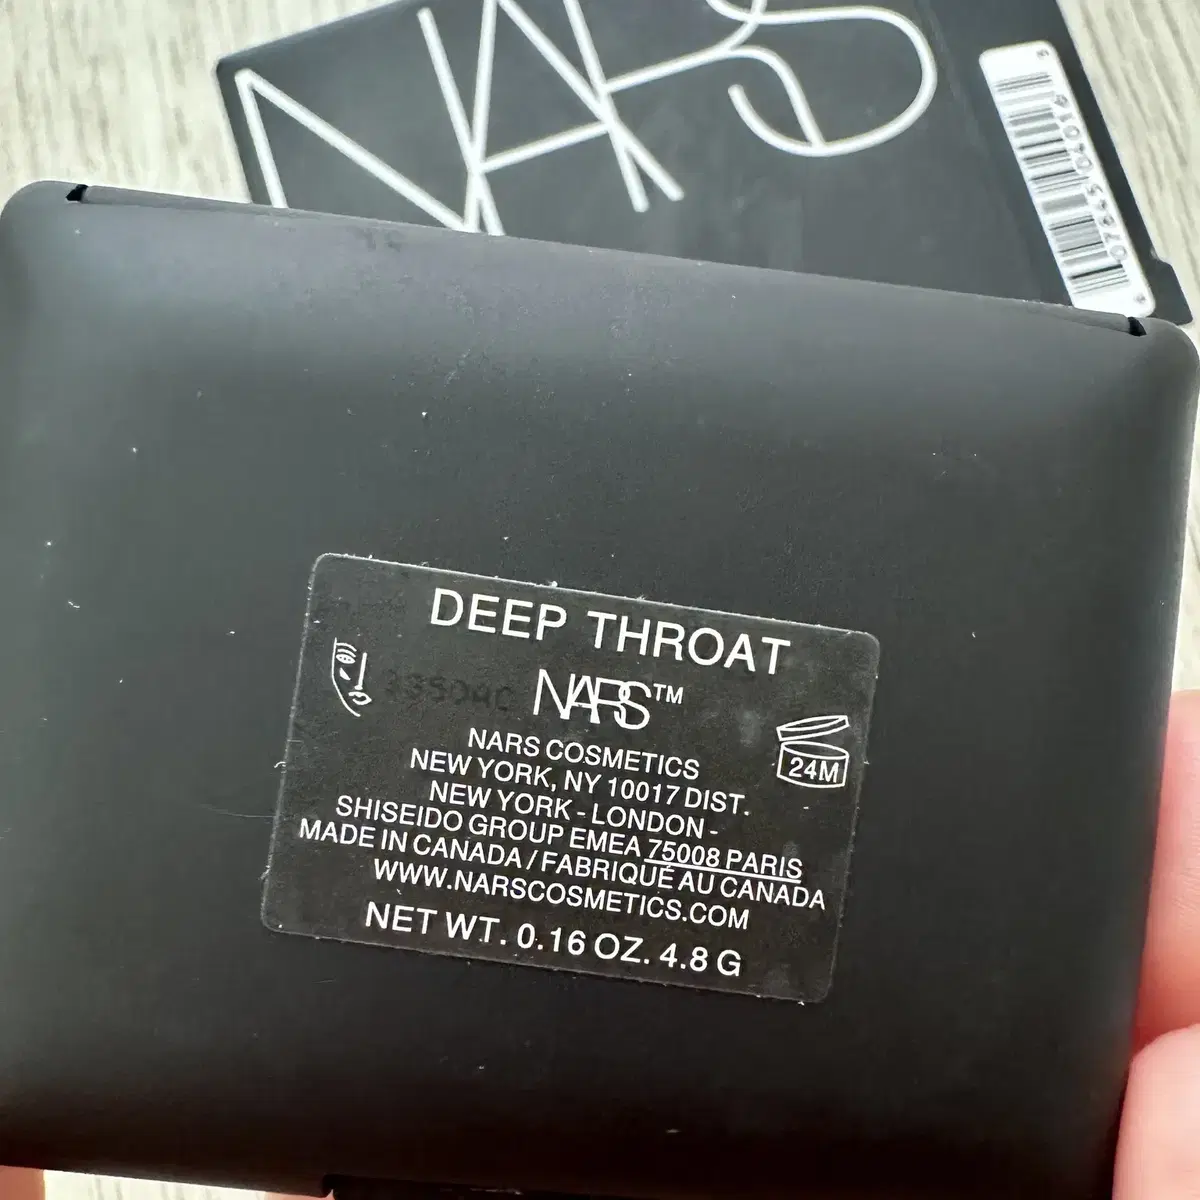 NARS
DEEP THROAT
NARS™
24M
NARS COSMETICS
NEW YORK, NY 10017 DIST.
NEW YORK - LONDON -
SHISEIDO GROUP EMEA 75008 PARIS
MADE IN CANADA / FABRIQUÉ AU CANADA
WWW.NARSCOSMETICS.COM
NET WT. 0.16 OZ. 4.8 G